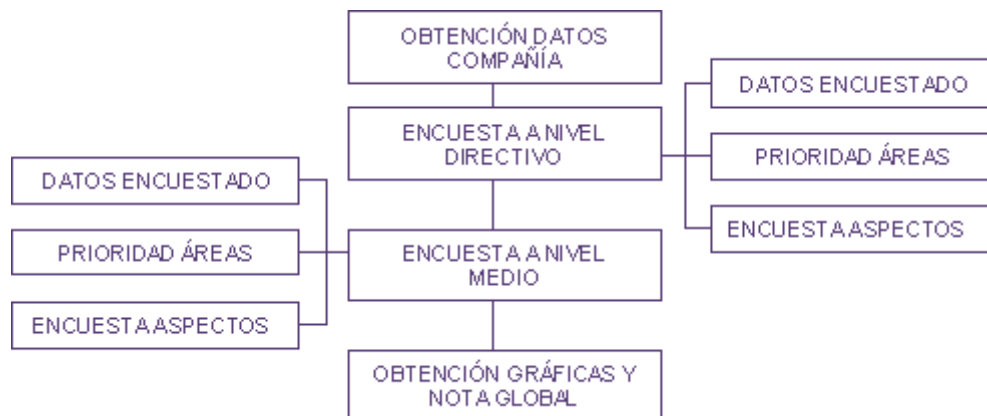 OBTENCIÓN DATOS
COMPAÑÍA
DATOS ENCUESTADO
ENCUESTA A NIVEL
DIRECTIVO
PRIORIDAD ÁREAS
ENCUESTA ASPECTOS
DATOS ENCUESTADO
PRIORIDAD ÁREAS
ENCUESTA ASPECTOS
ENCUESTA A NIVEL
MEDIO
OBTENCIÓN GRÁFICAS Y
NOTA GLOBAL